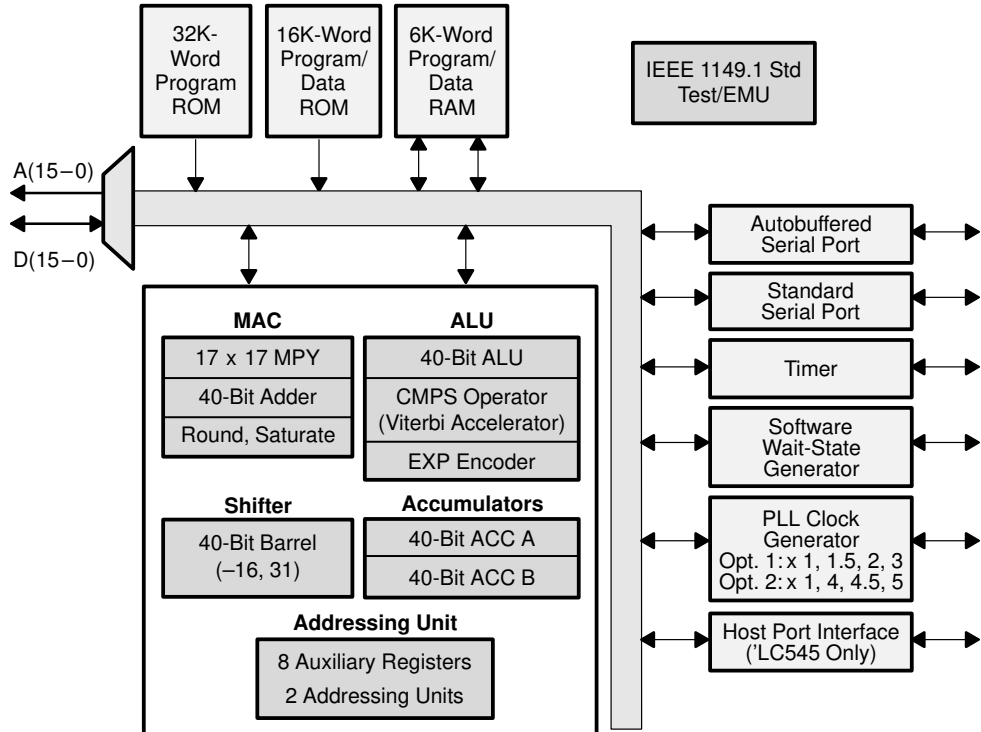 32K-
Word
Program
ROM
16K-Word
Program/
Data
ROM
6K-Word
Program/
Data
RAM
IEEE 1149.1 Std
Test/EMU
A(15−0)
D(15−0)
MAC
17 x 17 MPY
40-Bit Adder
Round, Saturate
ALU
40-Bit ALU
CMPS Operator
(Viterbi Accelerator)
EXP Encoder
Shifter
40-Bit Barrel
(−16, 31)
Accumulators
40-Bit ACC A
40-Bit ACC B
Addressing Unit
8 Auxiliary Registers
2 Addressing Units
Autobuffered
Serial Port
Standard
Serial Port
Timer
Software
Wait-State
Generator
PLL Clock
Generator
Opt. 1: x 1, 1.5, 2, 3
Opt. 2: x 1, 4, 4.5, 5
Host Port Interface
('LC545 Only)